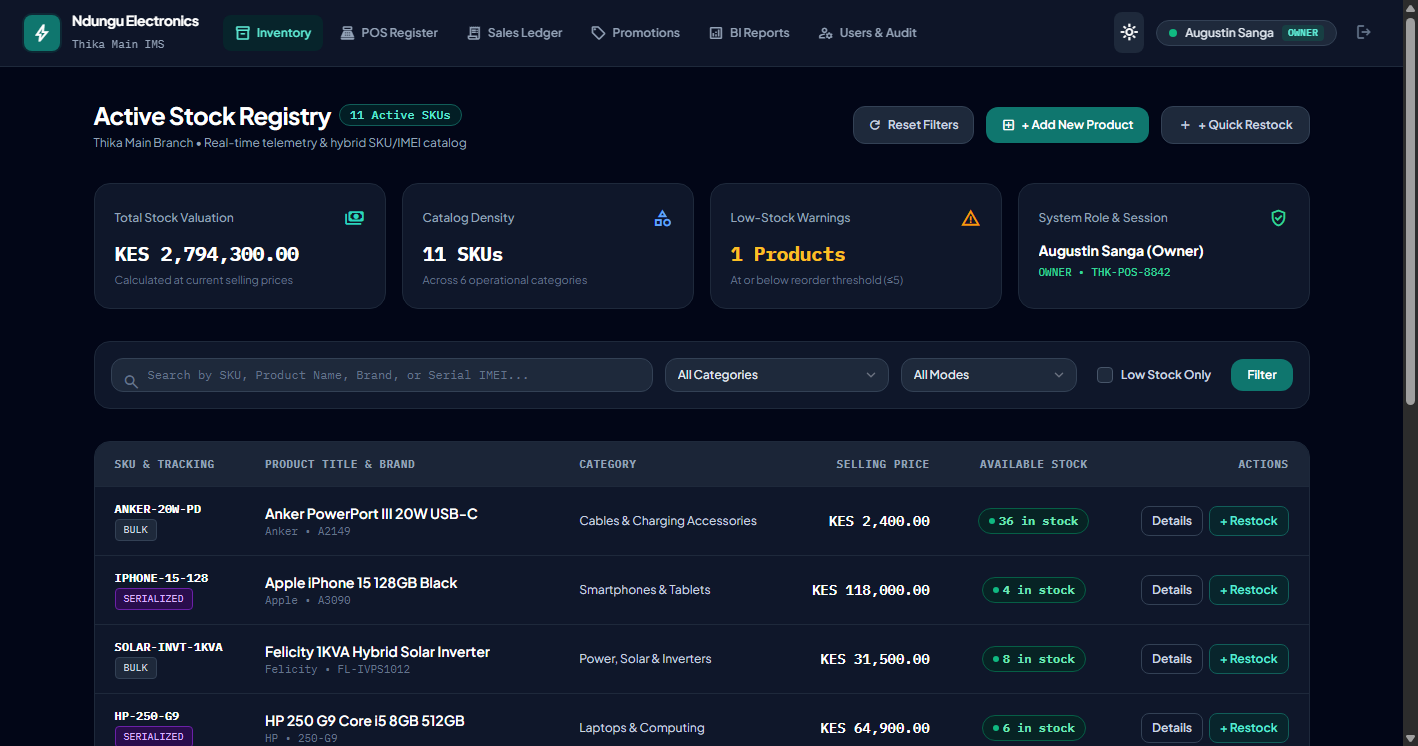 Ndungu Electronics
Thika Main IMS
Inventory
POS Register
Sales Ledger
Promotions
BI Reports
Users & Audit
Augustin Sanga OWNER
Active Stock Registry 11 Active SKUs
Thika Main Branch • Real-time telemetry & hybrid SKU/IMEI catalog
Reset Filters
+ Add New Product
+ Quick Restock
Total Stock Valuation
KES 2,794,300.00
Calculated at current selling prices
Catalog Density
11 SKUs
Across 6 operational categories
Low-Stock Warnings
1 Products
At or below reorder threshold (≤5)
System Role & Session
Augustin Sanga (Owner)
OWNER • THK-POS-8842
Search by SKU, Product Name, Brand, or Serial IMEI...
All Categories
All Modes
Low Stock Only
Filter
SKU & TRACKING PRODUCT TITLE & BRAND CATEGORY SELLING PRICE AVAILABLE STOCK ACTIONS
ANKER-20W-PD
BULK
Anker PowerPort III 20W USB-C
Anker • A2149
Cables & Charging Accessories
KES 2,400.00
36 in stock
Details
+ Restock
IPHONE-15-128
SERIALIZED
Apple iPhone 15 128GB Black
Apple • A3090
Smartphones & Tablets
KES 118,000.00
4 in stock
Details
+ Restock
SOLAR-INVT-1KVA
BULK
Felicity 1KVA Hybrid Solar Inverter
Felicity • FL-IVPS1012
Power, Solar & Inverters
KES 31,500.00
8 in stock
Details
+ Restock
HP-250-G9
SERIALIZED
HP 250 G9 Core i5 8GB 512GB
HP • 250-G9
Laptops & Computing
KES 64,900.00
6 in stock
Details
+ Restock